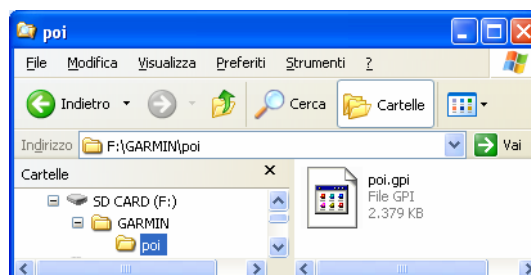 poi
File Modifica Visualizza Preferiti Strumenti ?
Indietro Cerca Cartelle
Indirizzo F:\GARMIN\poi Vai
Cartelle
SD CARD (F:)
GARMIN
poi
poi.gpi
File GPI
2.379 KB